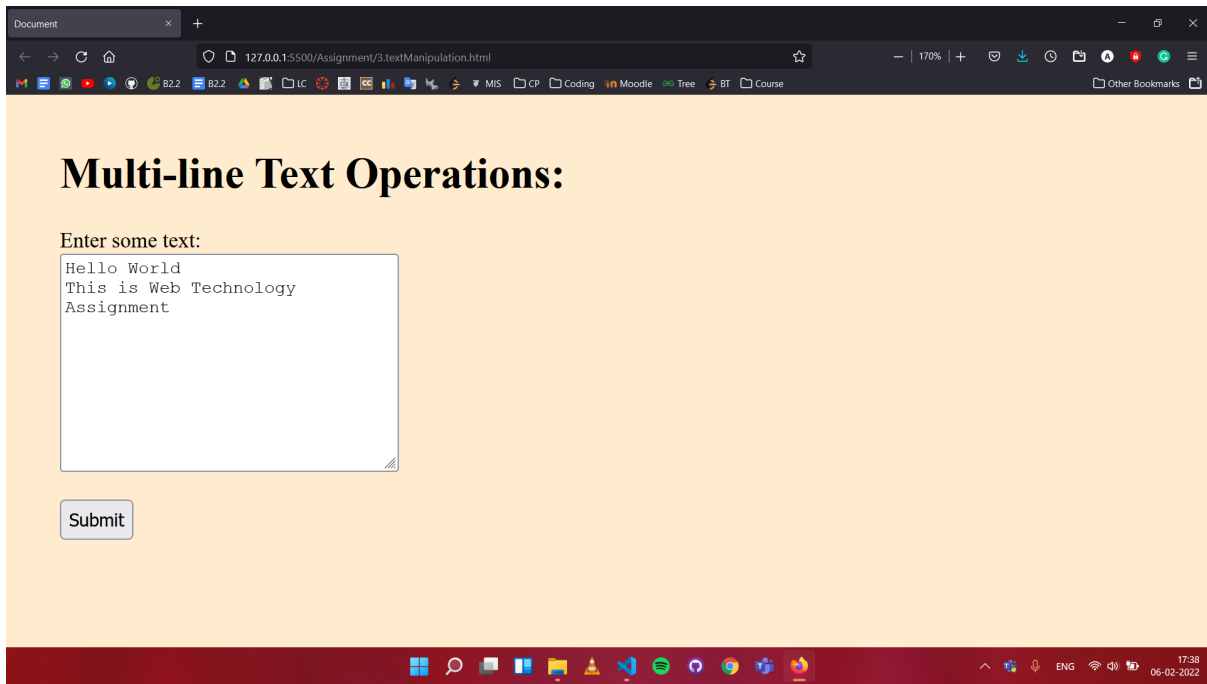 Document
127.0.0.1:5500/Assignment/3.textManipulation.html
170%
B2.2 B2.2 LC MIS CP Coding Moodle Tree BT Course Other Bookmarks
Multi-line Text Operations:
Enter some text:
Hello World
This is Web Technology
Assignment
Submit
ENG
17:38
06-02-2022